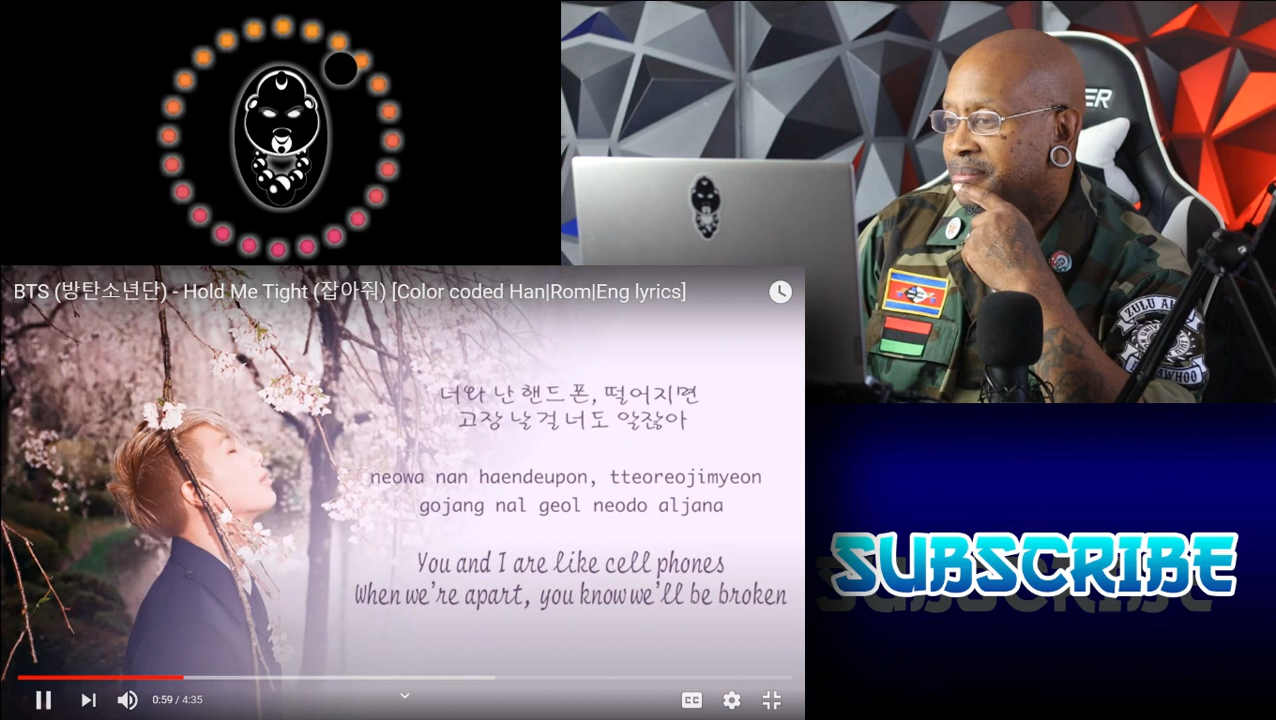 ER
ZULU
BTS (방탄소년단) - Hold Me Tight (잡아줘) [Color coded Han|Rom|Eng lyrics]
너와 난 핸드폰, 떨어지면
고장 날 걸 너도 알잖아
neowa nan haendeupon, tteoreojimyeon
gojang nal geol neodo aljana
You and I are like cell phones
When we're apart, you know we'll be broken
SUBSCRIBE
0:59 / 4:35
CC